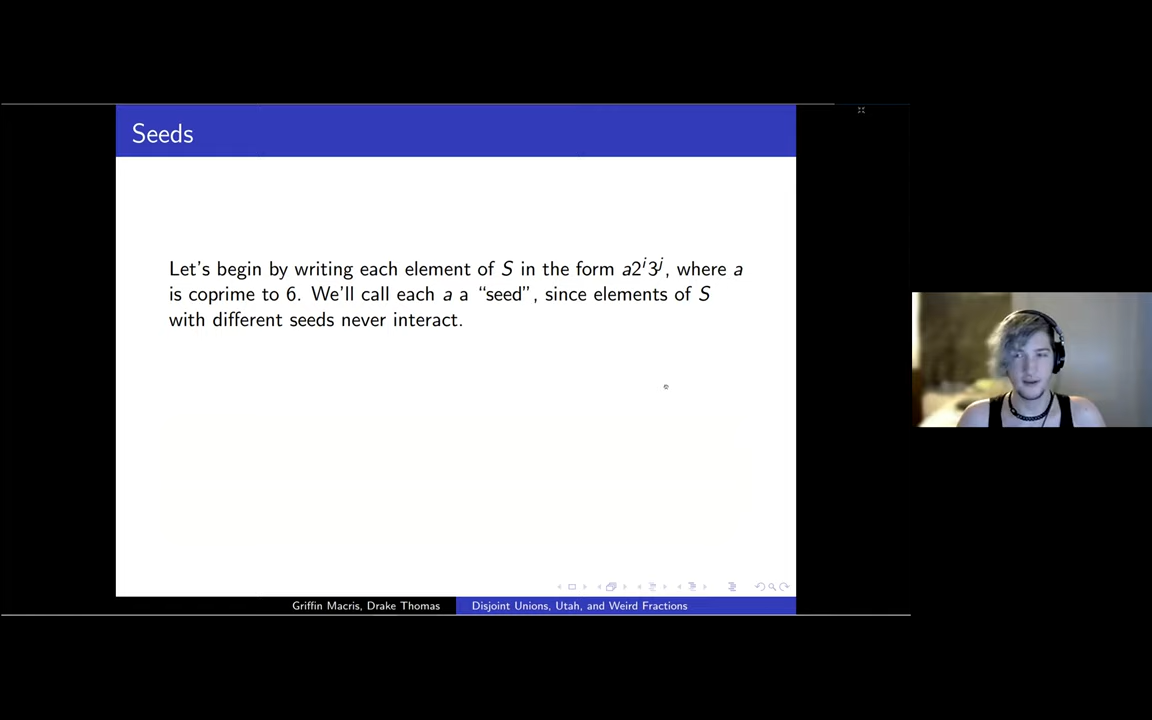 Seeds
Let's begin by writing each element of S in the form a2ⁱ3ʲ, where a
is coprime to 6. We'll call each a a “seed”, since elements of S
with different seeds never interact.
Griffin Macris, Drake Thomas
Disjoint Unions, Utah, and Weird Fractions